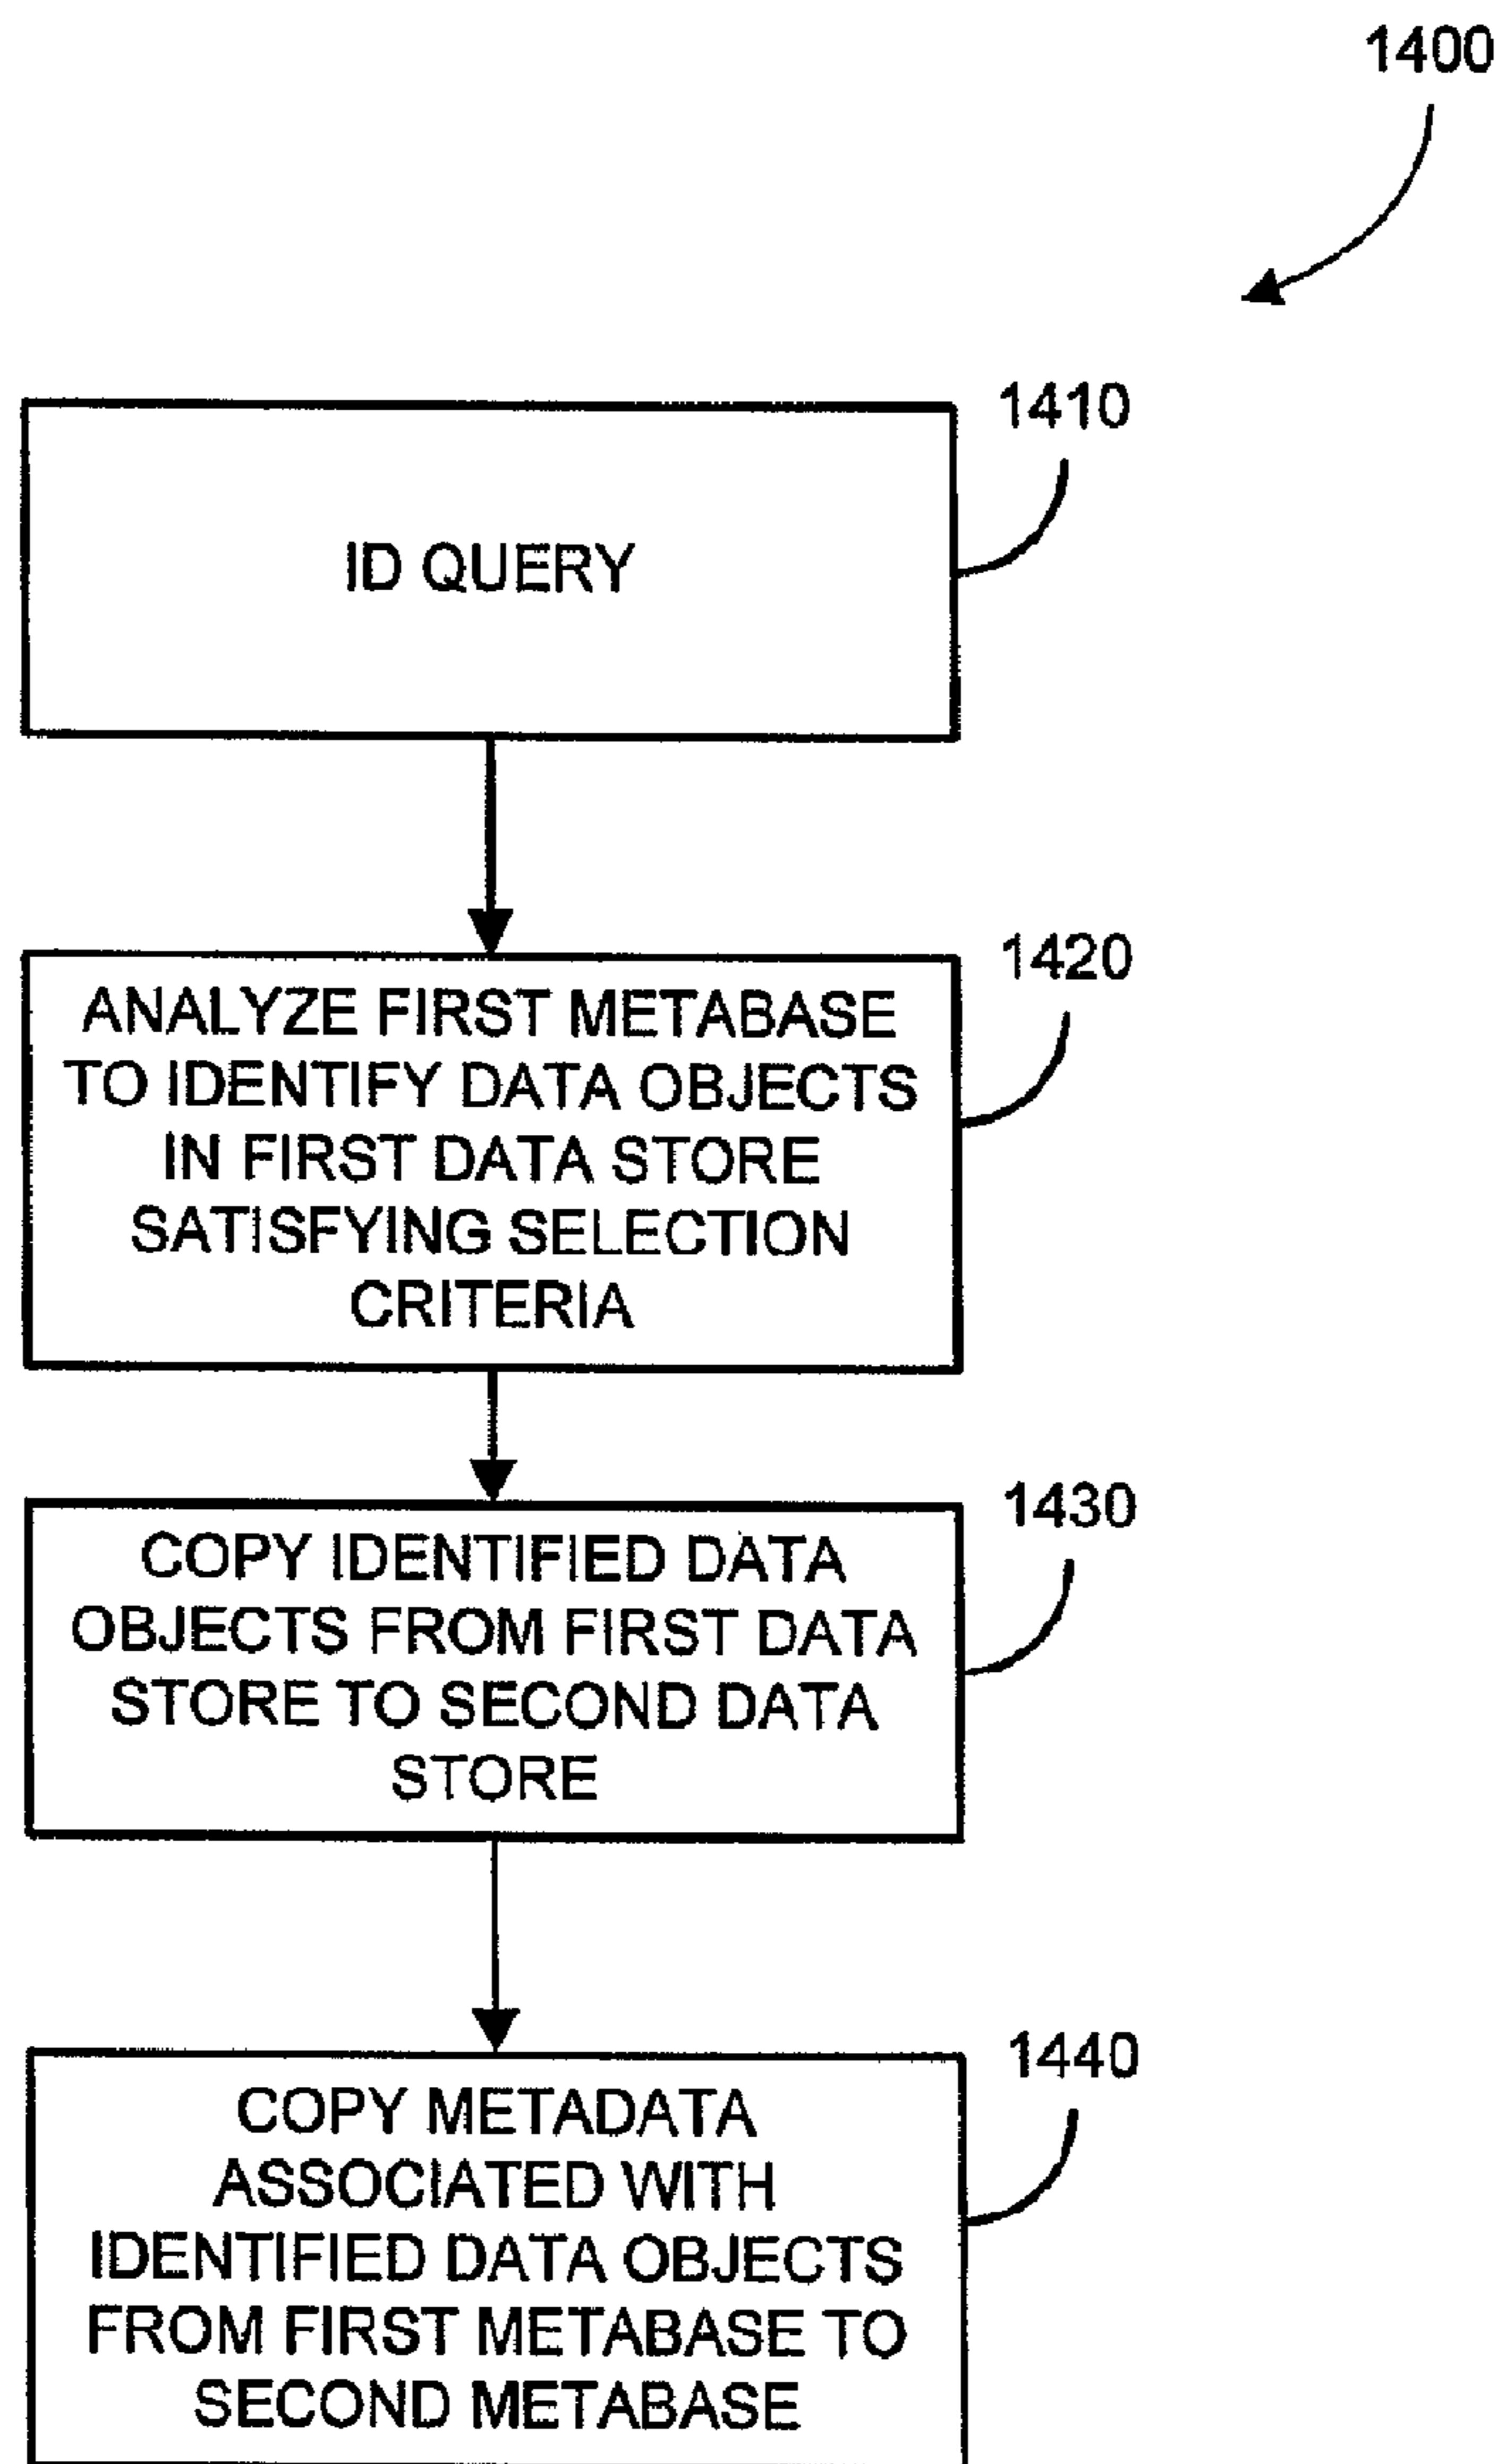 1400
1410
ID QUERY
1420
ANALYZE FIRST METABASE
TO IDENTIFY DATA OBJECTS
IN FIRST DATA STORE
SATISFYING SELECTION
CRITERIA
1430
COPY IDENTIFIED DATA
OBJECTS FROM FIRST DATA
STORE TO SECOND DATA
STORE
1440
COPY METADATA
ASSOCIATED WITH
IDENTIFIED DATA OBJECTS
FROM FIRST METABASE TO
SECOND METABASE